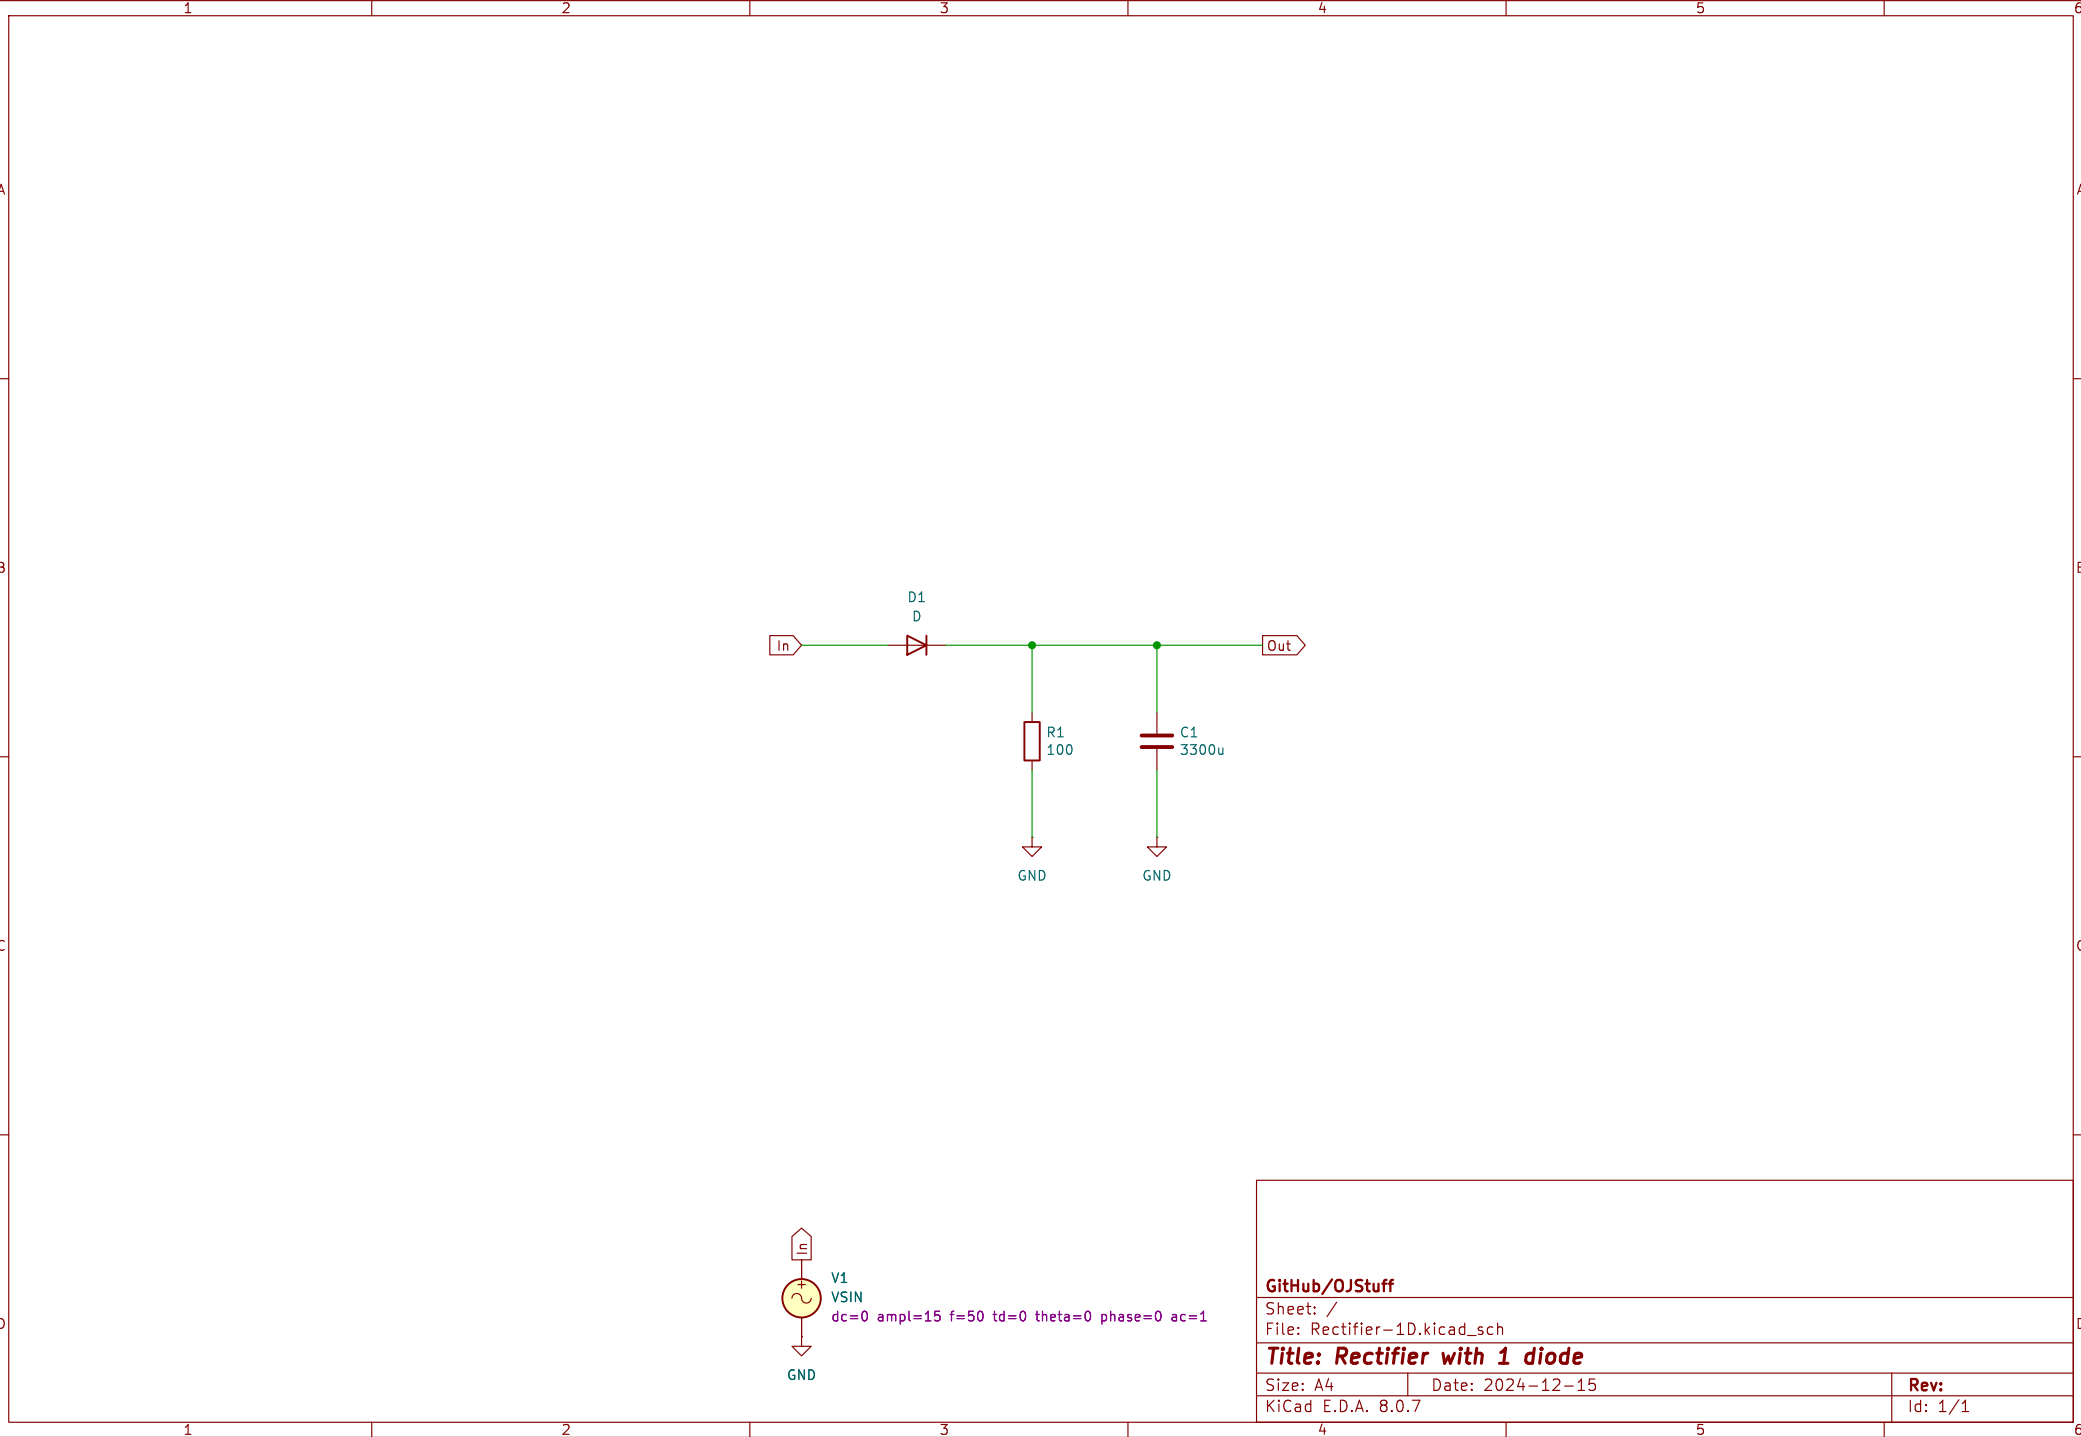 1 2 3 4 5 6
A A
B B
D1
D
In
Out
R1
100
C1
3300u
GND
GND
C C
In
V1
VSIN
dc=0 ampl=15 f=50 td=0 theta=0 phase=0 ac=1
GND
D D
GitHub/OJStuff
Sheet: /
File: Rectifier-1D.kicad_sch
Title: Rectifier with 1 diode
Size: A4 Date: 2024-12-15 Rev:
KiCad E.D.A. 8.0.7 Id: 1/1
1 2 3 4 5 6